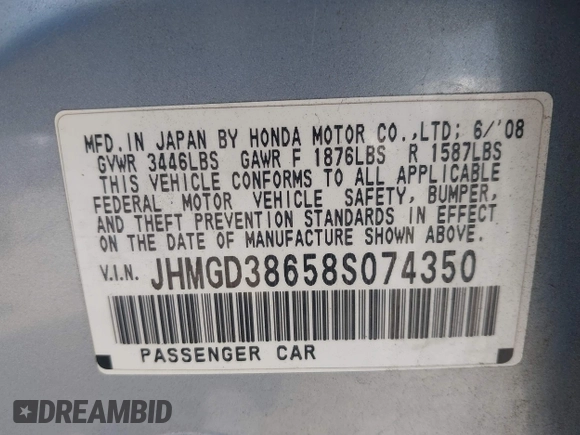 MFD.IN JAPAN BY HONDA MOTOR CO.,LTD; 6/'08
GVWR 3446LBS GAWR F 1876LBS R 1587LBS
THIS VEHICLE CONFORMS TO ALL APPLICABLE
FEDERAL MOTOR VEHICLE SAFETY, BUMPER,
AND THEFT PREVENTION STANDARDS IN EFFECT
ON THE DATE OF MANUFACTURE SHOWN ABOVE.
V.I.N. JHMGD38658S074350
PASSENGER CAR
DREAMBID